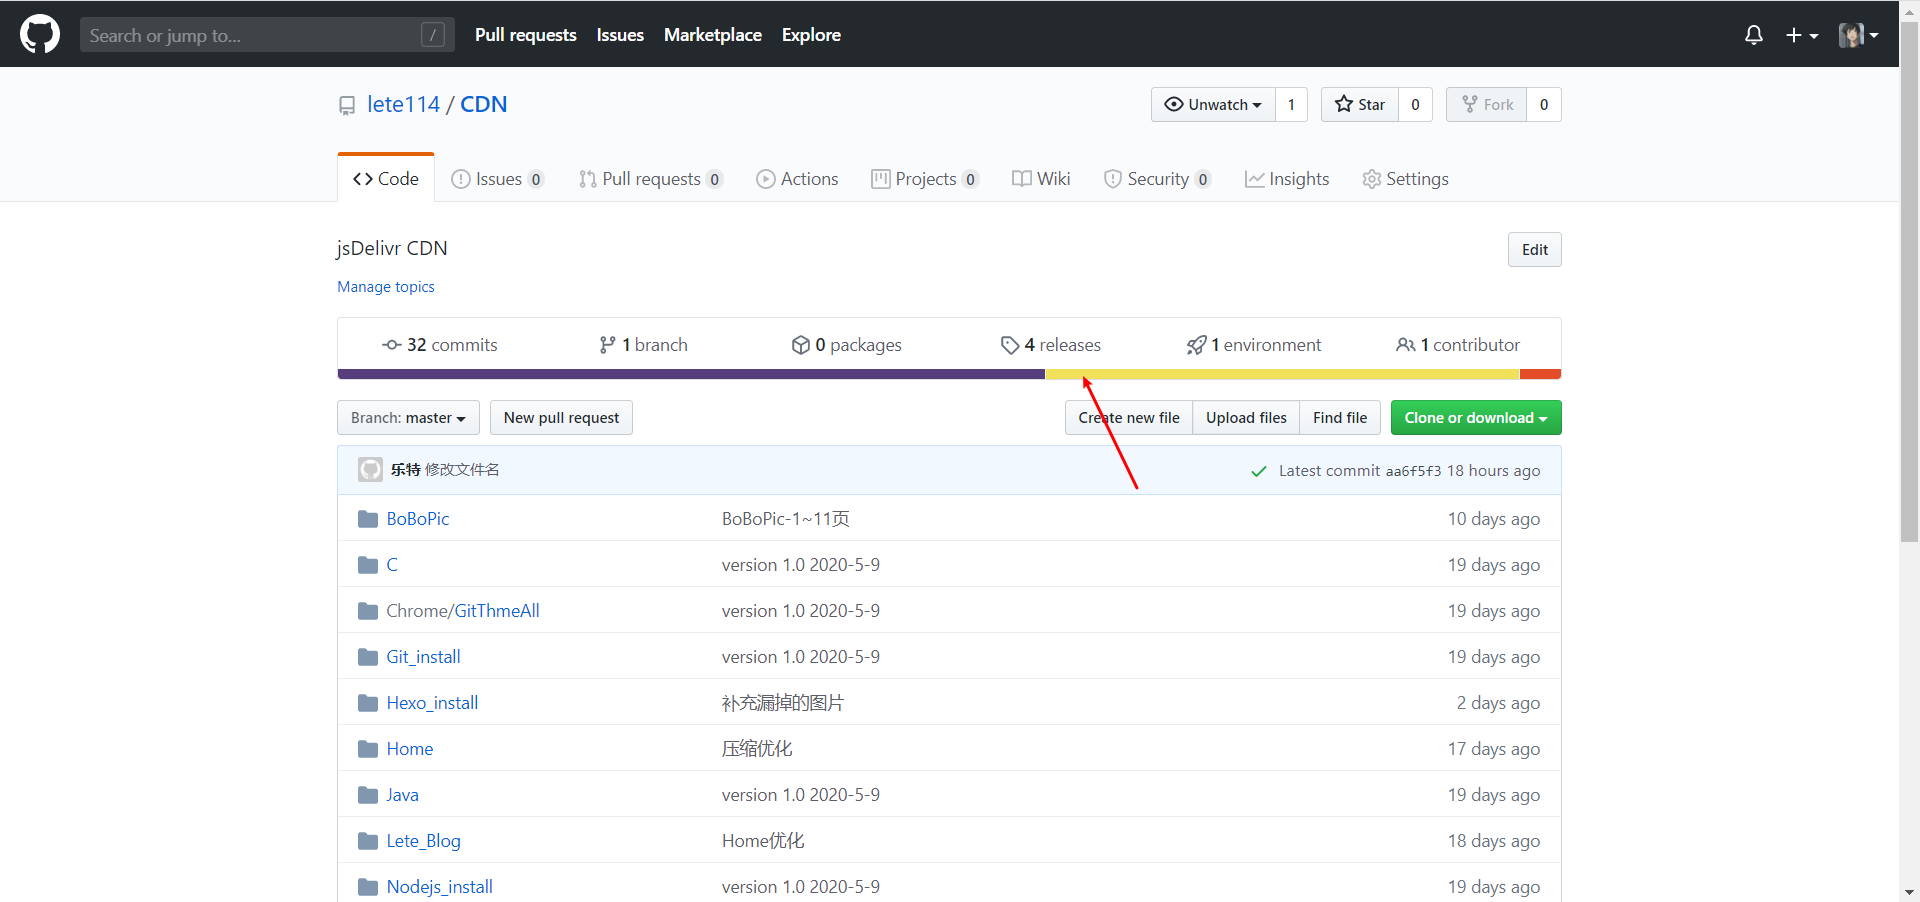 Search or jump to... / Pull requests Issues Marketplace Explore
lete114 / CDN Unwatch 1 Star 0 Fork 0
Code Issues 0 Pull requests 0 Actions Projects 0 Wiki Security 0 Insights Settings
jsDelivr CDN Edit
Manage topics
32 commits 1 branch 0 packages 4 releases 1 environment 1 contributor
Branch: master New pull request Create new file Upload files Find file Clone or download
乐特 修改文件名 Latest commit aa6f5f3 18 hours ago
BoBoPic BoBoPic-1~11页 10 days ago
C version 1.0 2020-5-9 19 days ago
Chrome/GitThmeAll version 1.0 2020-5-9 19 days ago
Git_install version 1.0 2020-5-9 19 days ago
Hexo_install 补充漏掉的图片 2 days ago
Home 压缩优化 17 days ago
Java version 1.0 2020-5-9 19 days ago
Lete_Blog Home优化 18 days ago
Nodejs_install version 1.0 2020-5-9 19 days ago